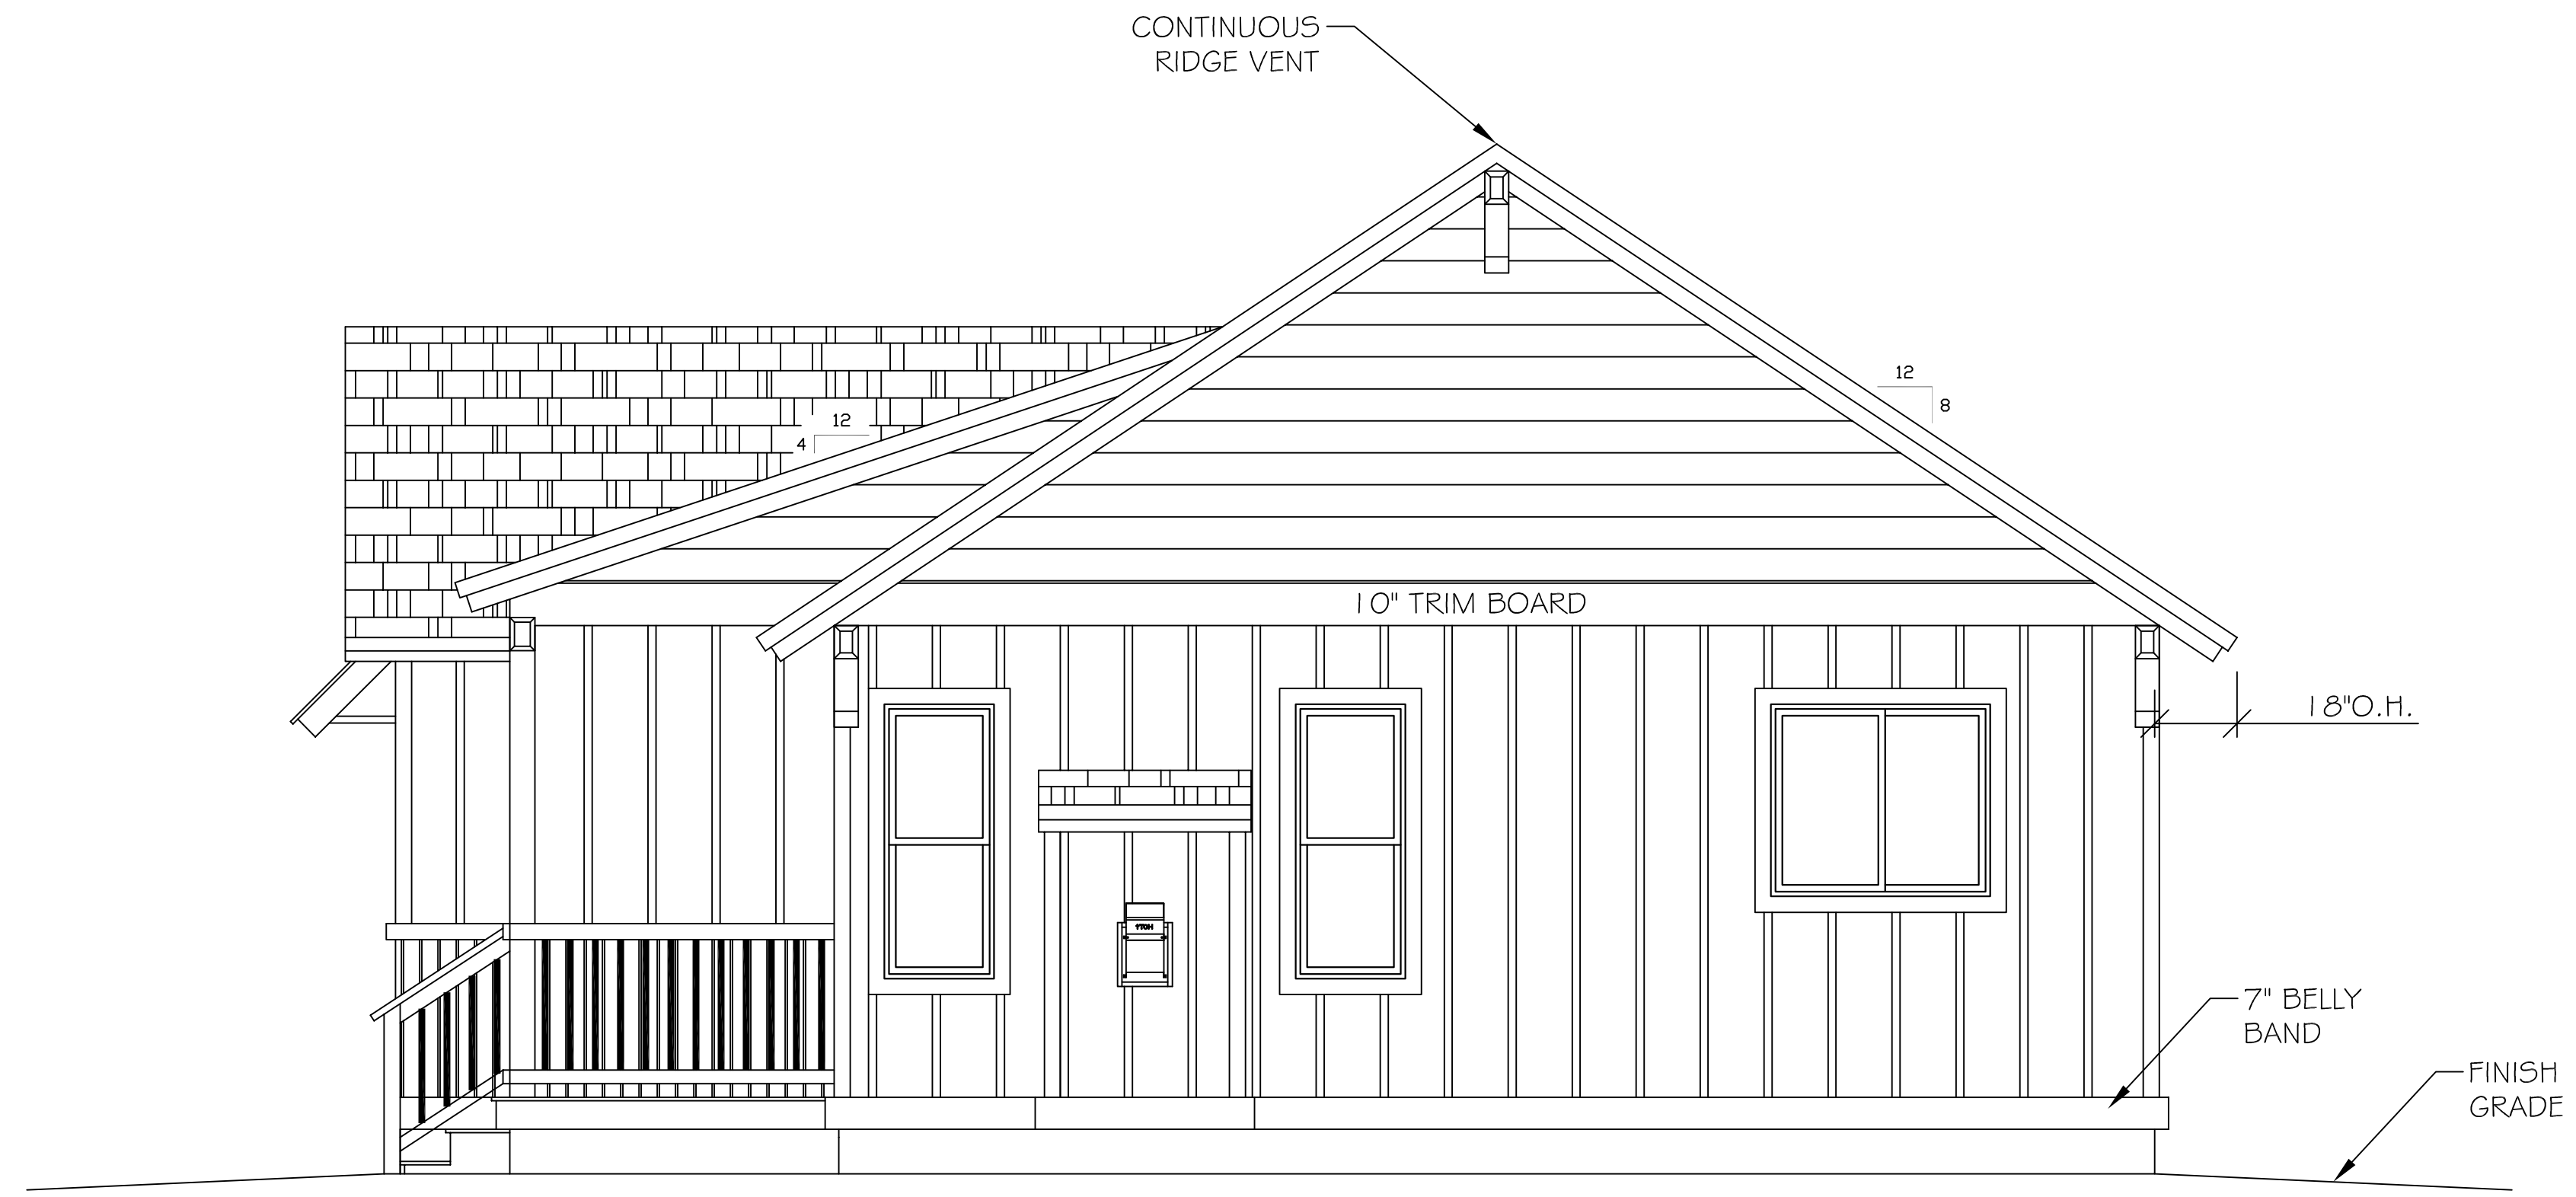 CONTINUOUS
RIDGE VENT
12
8
12
4
10" TRIM BOARD
18"O.H.
7" BELLY
BAND
FINISH
GRADE